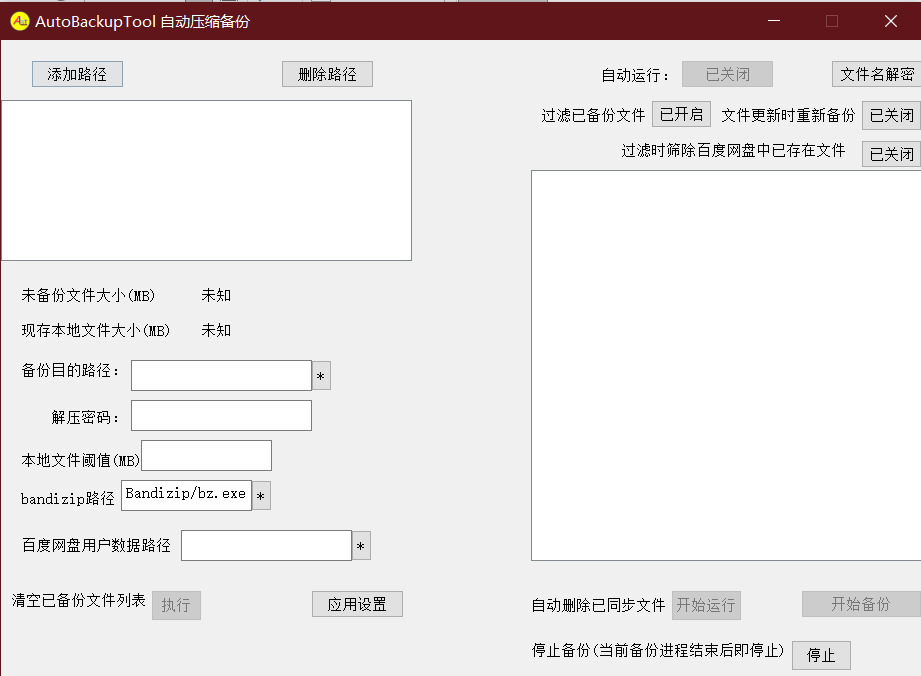 AutoBackupTool 自动压缩备份
添加路径 删除路径 自动运行： 已关闭 文件名解密
过滤已备份文件 已开启 文件更新时重新备份 已关闭
过滤时筛除百度网盘中已存在文件 已关闭
未备份文件大小(MB) 未知
现存本地文件大小(MB) 未知
备份目的路径： *
解压密码：
本地文件阈值(MB)
bandizip路径 Bandizip/bz.exe *
百度网盘用户数据路径 *
清空已备份文件列表 执行 应用设置 自动删除已同步文件 开始运行 开始备份
停止备份(当前备份进程结束后即停止) 停止